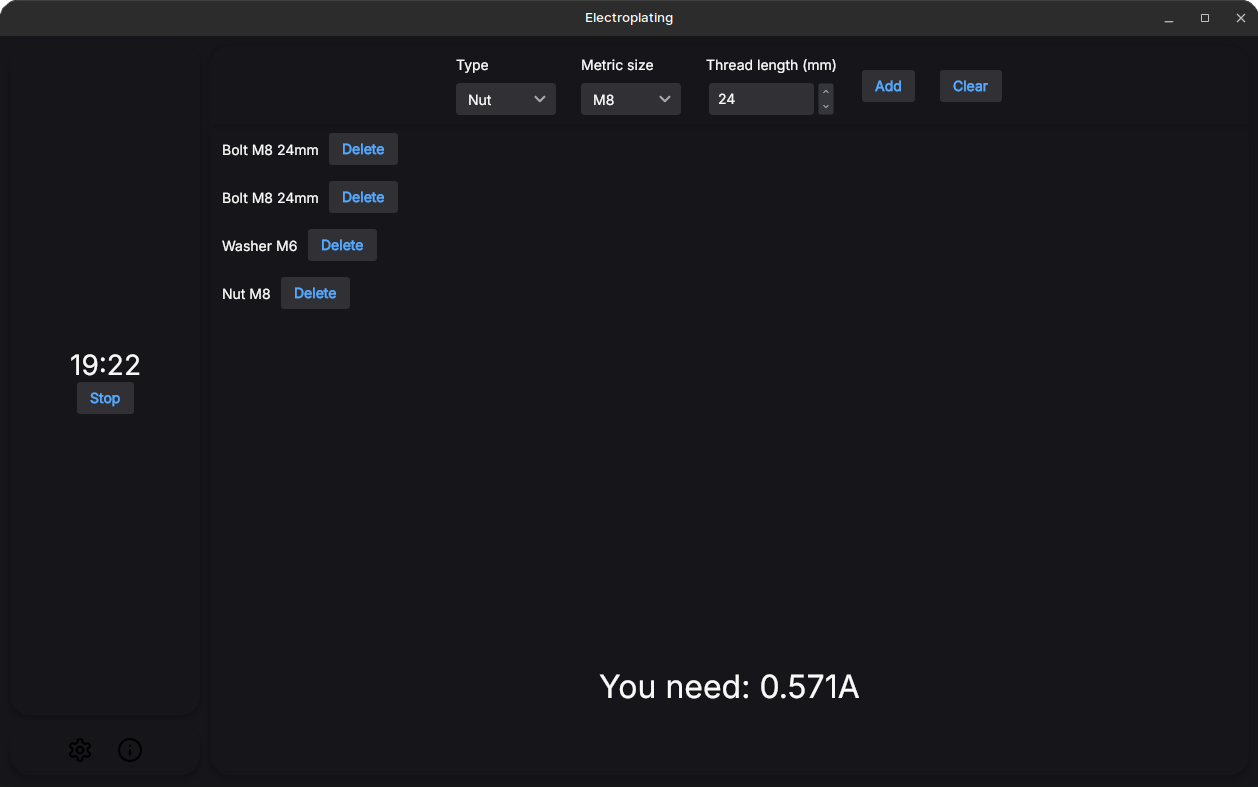 Electroplating
Type Metric size Thread length (mm)
Nut M8 24 Add Clear
Bolt M8 24mm Delete
Bolt M8 24mm Delete
Washer M6 Delete
Nut M8 Delete
19:22
Stop
You need: 0.571A